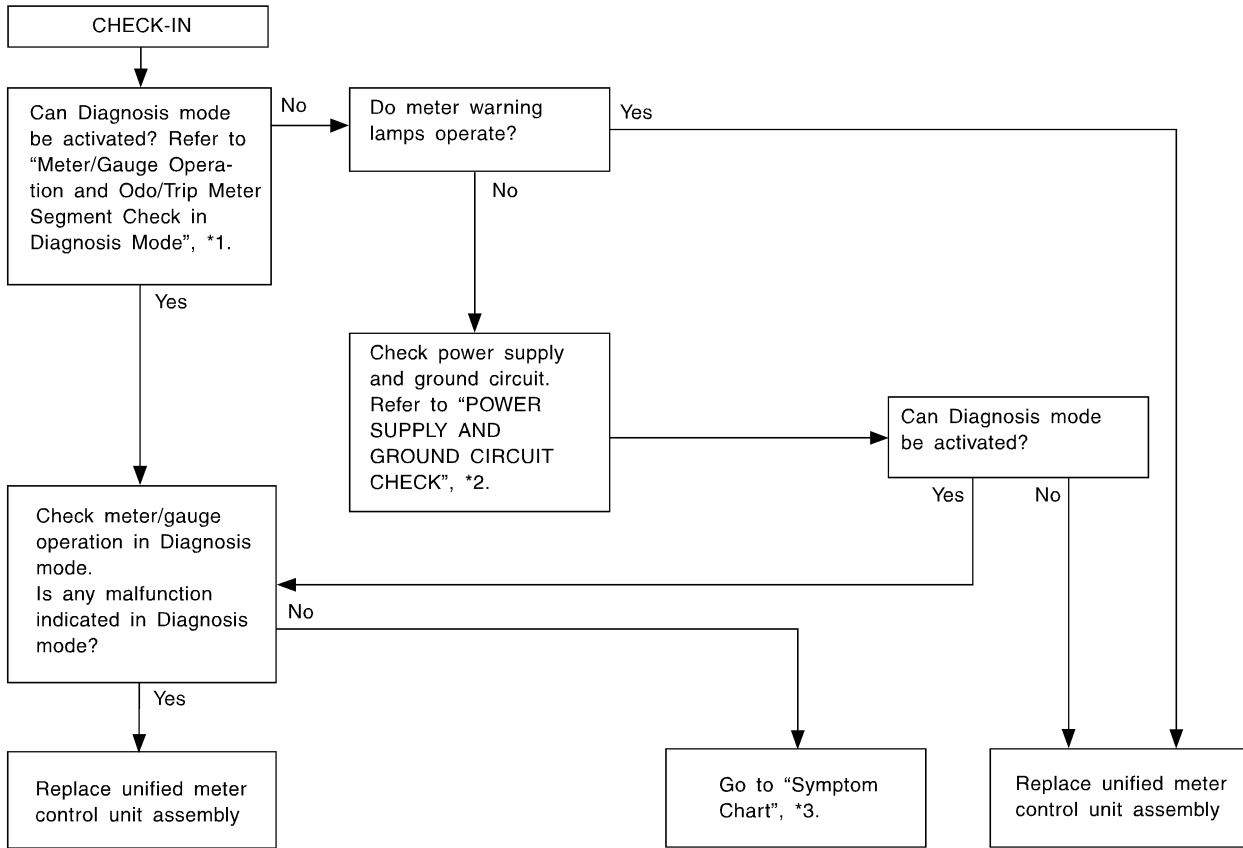 CHECK-IN
Can Diagnosis mode
be activated? Refer to
“Meter/Gauge Opera-
tion and Odo/Trip Meter
Segment Check in
Diagnosis Mode”, *1.
No
Do meter warning
lamps operate?
Yes
No
Yes
Check power supply
and ground circuit.
Refer to “POWER
SUPPLY AND
GROUND CIRCUIT
CHECK”, *2.
Can Diagnosis mode
be activated?
Yes
No
Check meter/gauge
operation in Diagnosis
mode.
Is any malfunction
indicated in Diagnosis
mode?
No
Yes
Replace unified meter
control unit assembly
Go to “Symptom
Chart”, *3.
Replace unified meter
control unit assembly